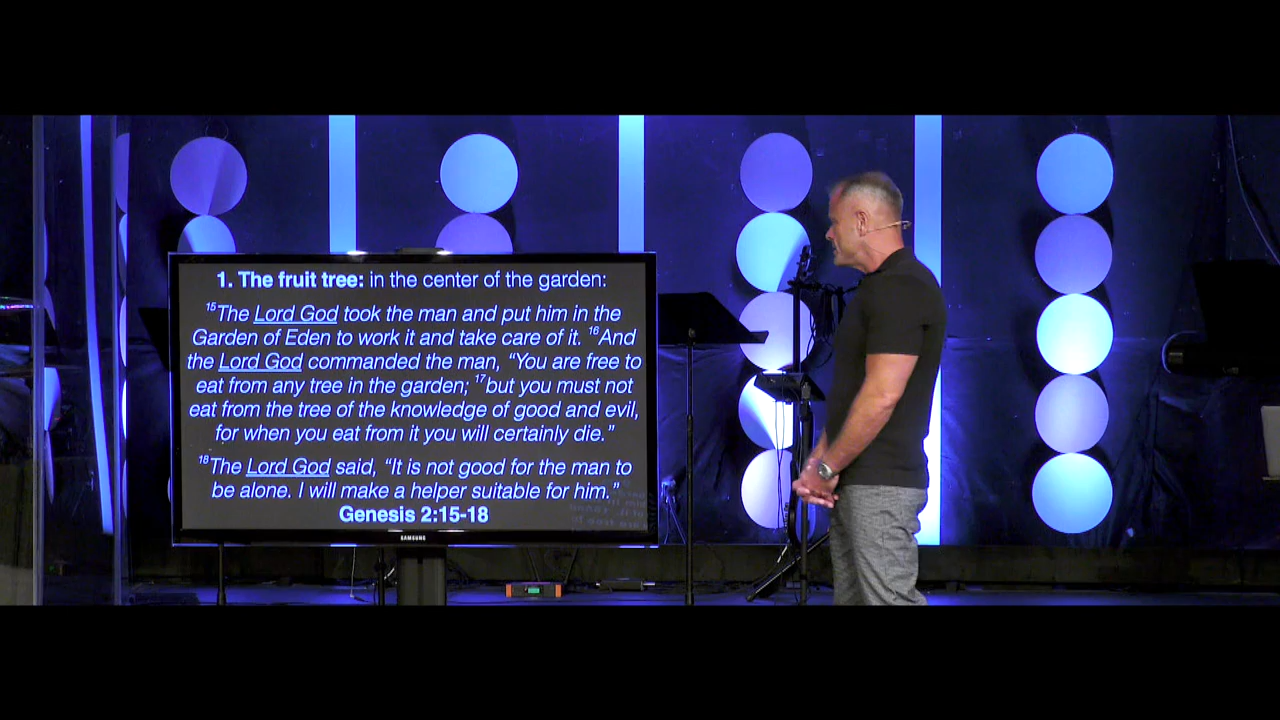 1. The fruit tree: in the center of the garden:
15The Lord God took the man and put him in the
Garden of Eden to work it and take care of it. 16And
the Lord God commanded the man, “You are free to
eat from any tree in the garden; 17but you must not
eat from the tree of the knowledge of good and evil,
for when you eat from it you will certainly die.”
18The Lord God said, “It is not good for the man to
be alone. I will make a helper suitable for him.”
Genesis 2:15-18
SAMSUNG